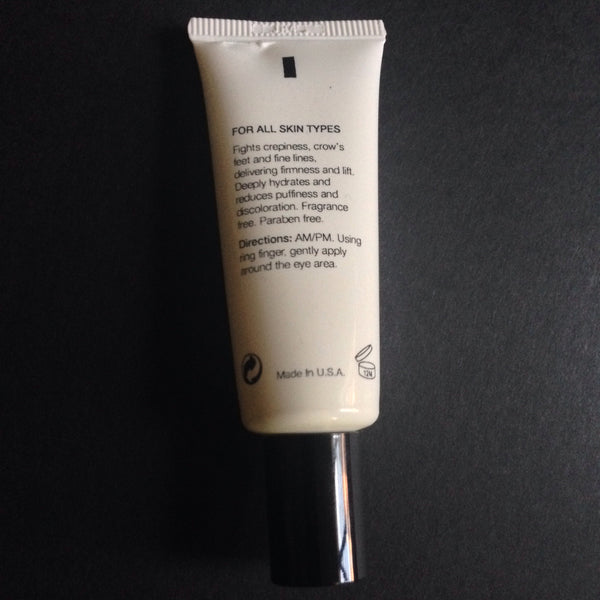 FOR ALL SKIN TYPES
Fights crepiness, crow's
feet and fine lines,
delivering firmness and lift.
Deeply hydrates and
reduces puffiness and
discoloration. Fragrance
free. Paraben free.
Directions: AM/PM. Using
ring finger, gently apply
around the eye area.
Made in U.S.A.
12M